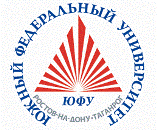 ЮЖНЫЙ ФЕДЕРАЛЬНЫЙ УНИВЕРСИТЕТ
ЮФУ
РОСТОВ-НА-ДОНУ-ТАГАНРОГ